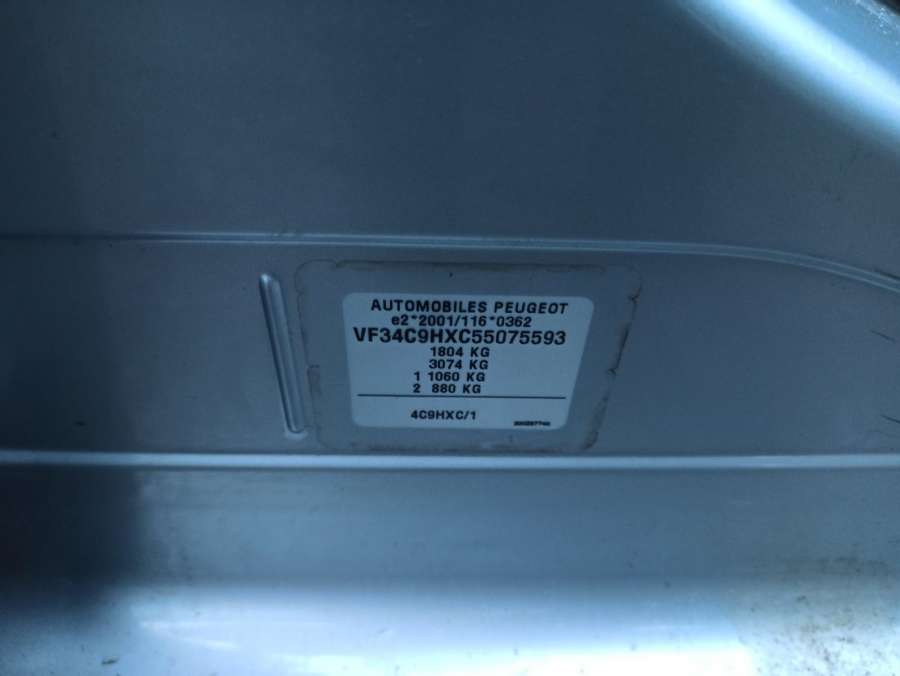 AUTOMOBILES PEUGEOT
e2*2001/116*0362
VF34C9HXC55075593
1804 KG
3074 KG
1 1060 KG
2 880 KG
4C9HXC/1